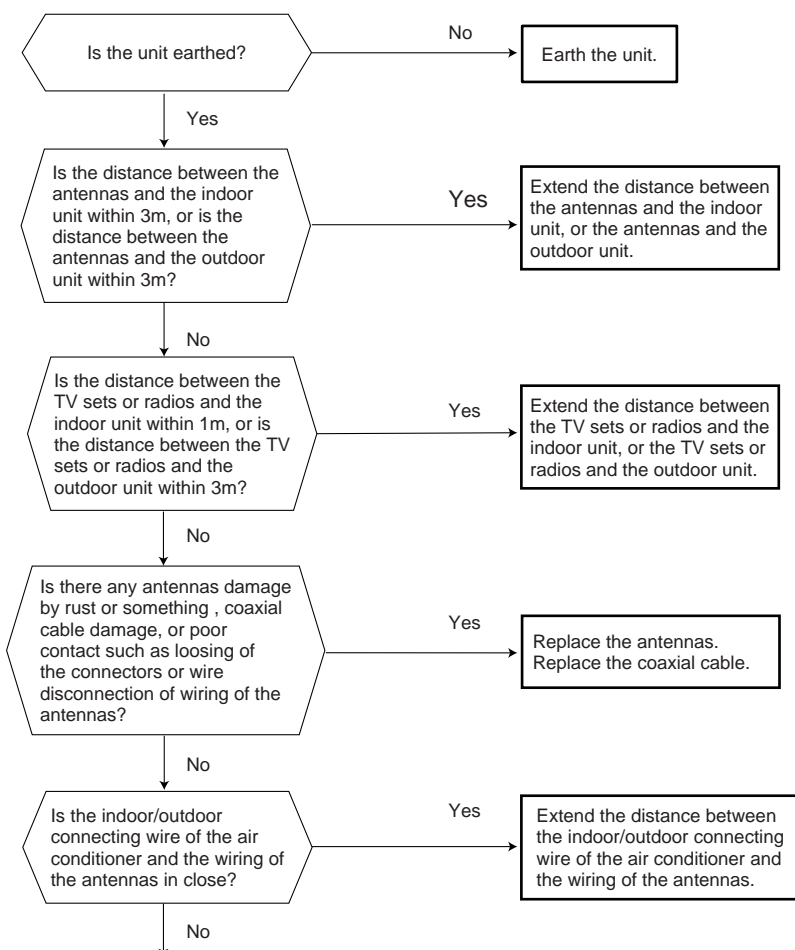 Is the unit earthed?
No
Earth the unit.
Yes
Is the distance between the
antennas and the indoor
unit within 3m, or is the
distance between the
antennas and the outdoor
unit within 3m?
Yes
Extend the distance between
the antennas and the indoor
unit, or the antennas and the
outdoor unit.
No
Is the distance between the
TV sets or radios and the
indoor unit within 1m, or is
the distance between the TV
sets or radios and the
outdoor unit within 3m?
Yes
Extend the distance between
the TV sets or radios and the
indoor unit, or the TV sets or
radios and the outdoor unit.
No
Is there any antennas damage
by rust or something , coaxial
cable damage, or poor
contact such as loosing of
the connectors or wire
disconnection of wiring of the
antennas?
Yes
Replace the antennas.
Replace the coaxial cable.
No
Is the indoor/outdoor
connecting wire of the air
conditioner and the wiring of
the antennas in close?
Yes
Extend the distance between
the indoor/outdoor connecting
wire of the air conditioner and
the wiring of the antennas.
No